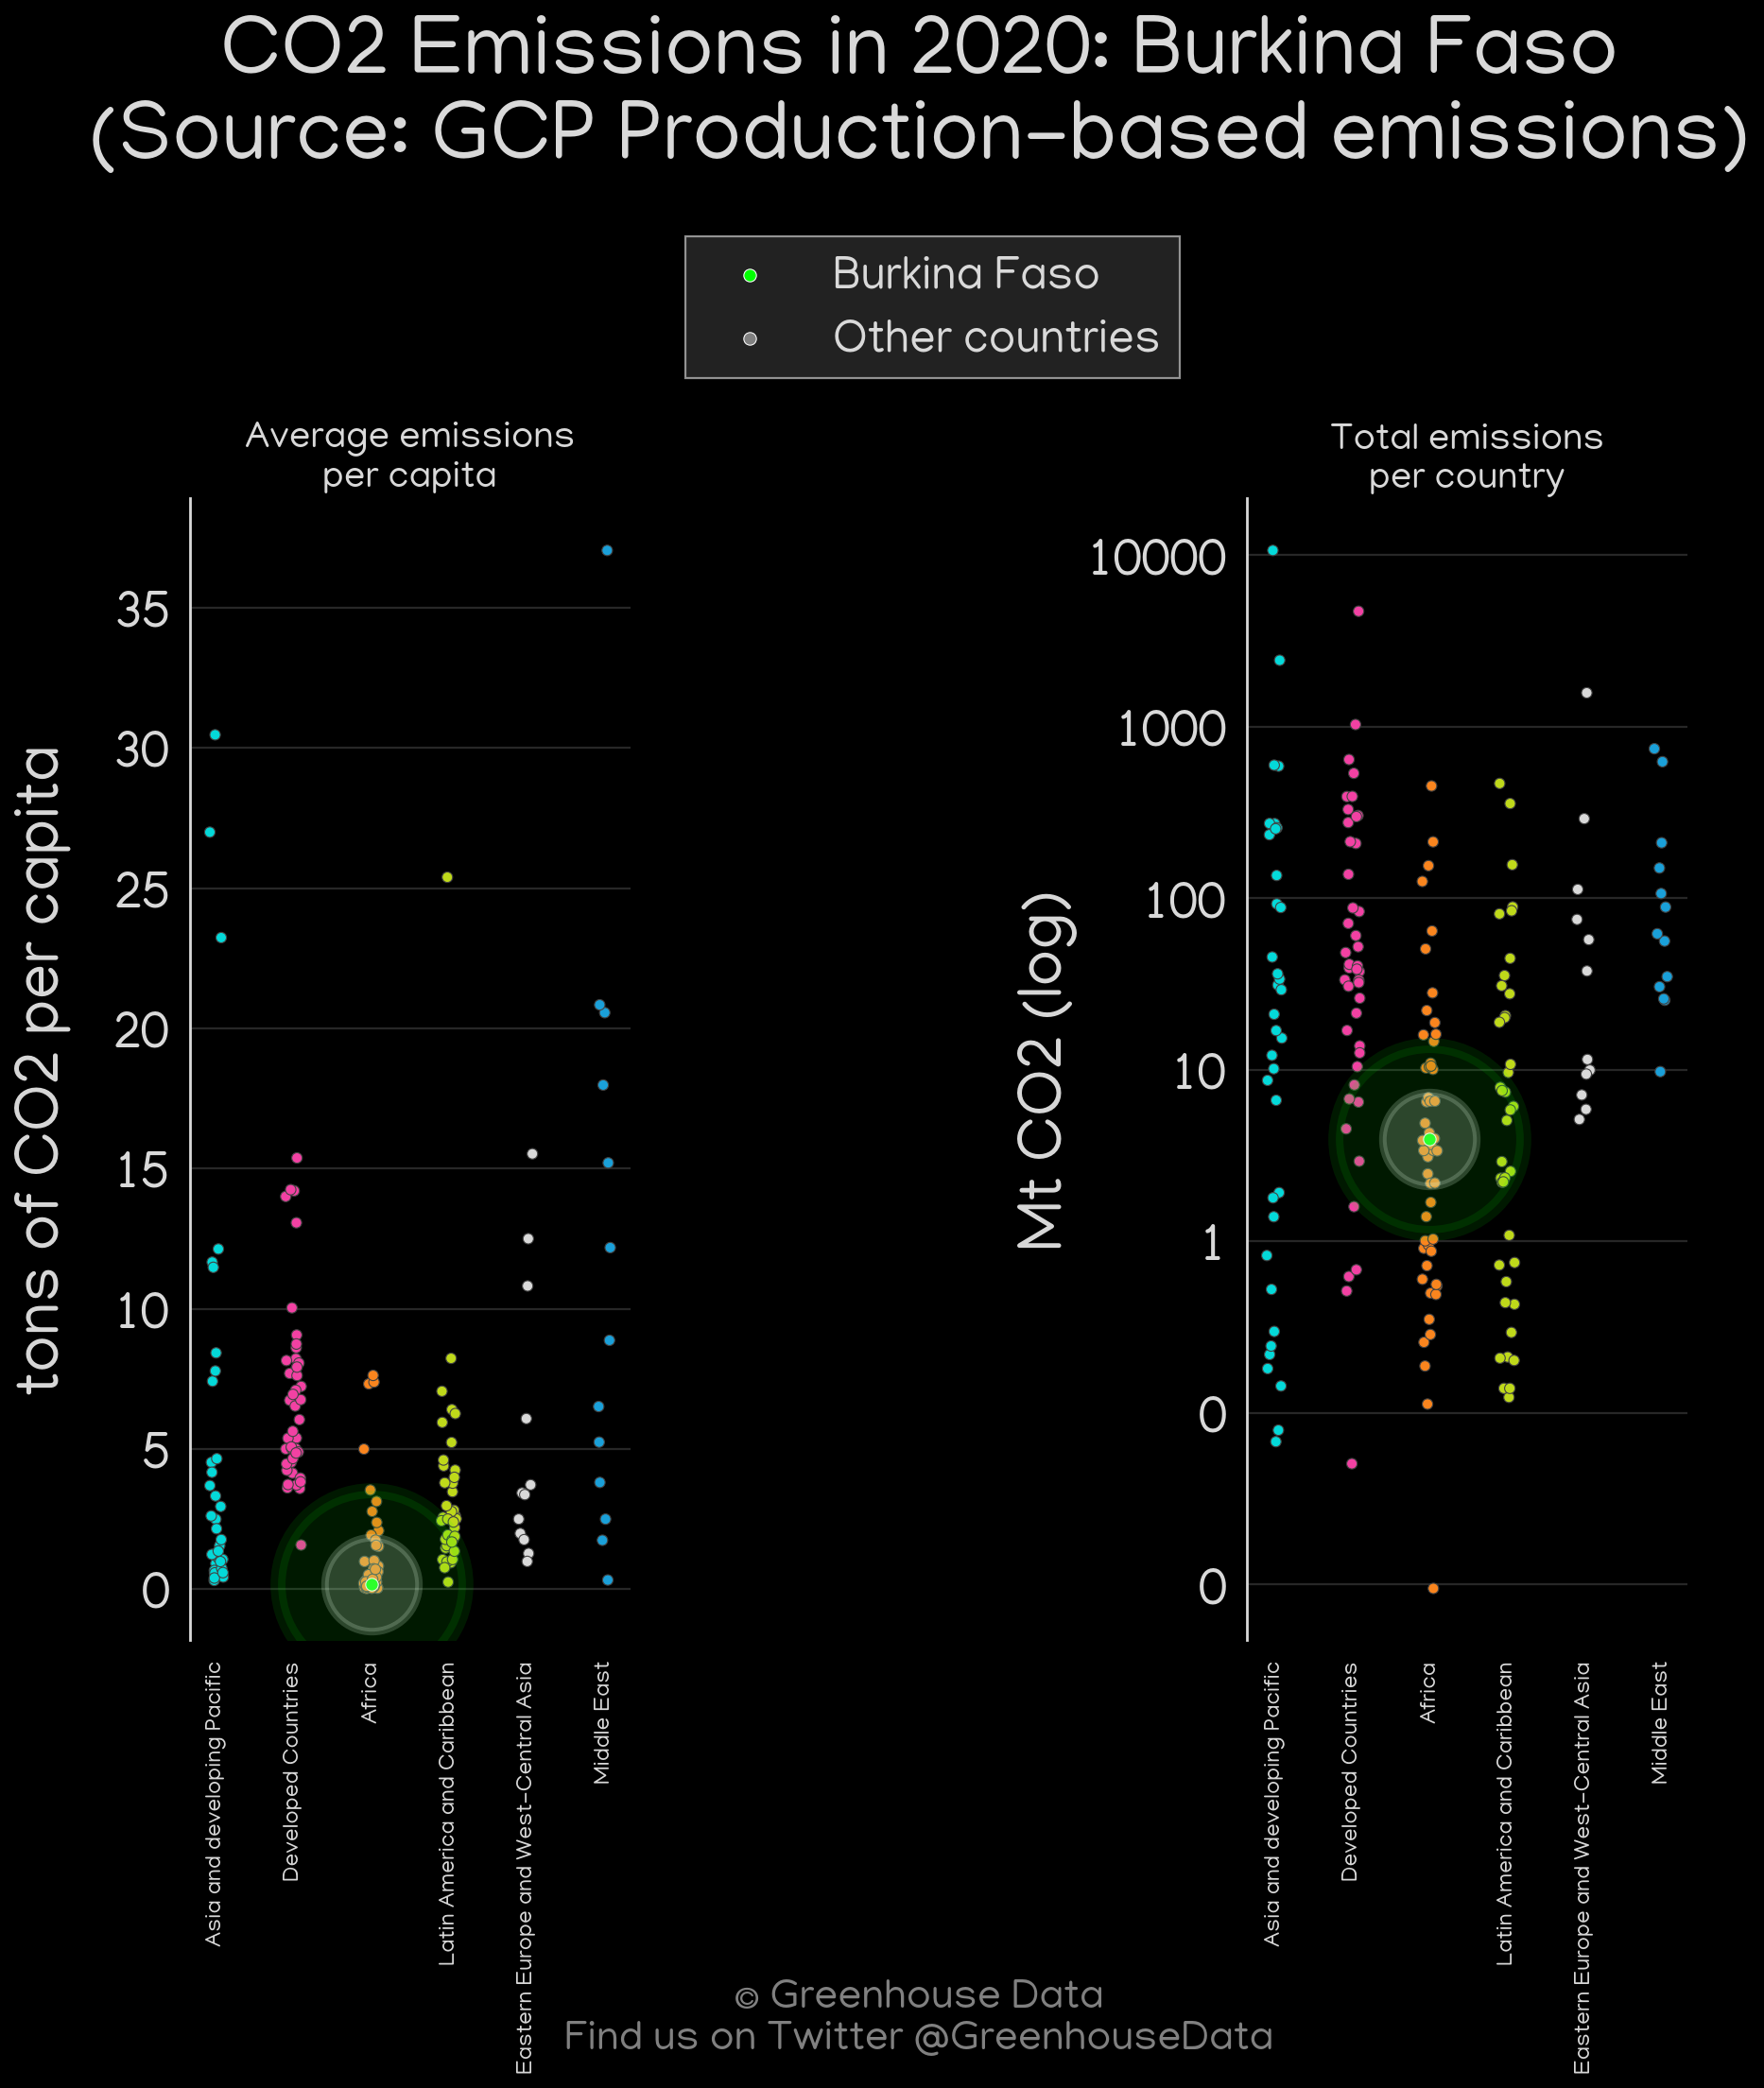 CO2 Emissions in 2020: Burkina Faso
(Source: GCP Production-based emissions)
Burkina Faso
Other countries
Average emissions
per capita
tons of CO2 per capita
35
30
25
20
15
10
5
0
Asia and developing Pacific
Developed Countries
Africa
Latin America and Caribbean
Eastern Europe and West-Central Asia
Middle East
Total emissions
per country
Mt CO2 (log)
10000
1000
100
10
1
0
0
Asia and developing Pacific
Developed Countries
Africa
Latin America and Caribbean
Eastern Europe and West-Central Asia
Middle East
© Greenhouse Data
Find us on Twitter @GreenhouseData